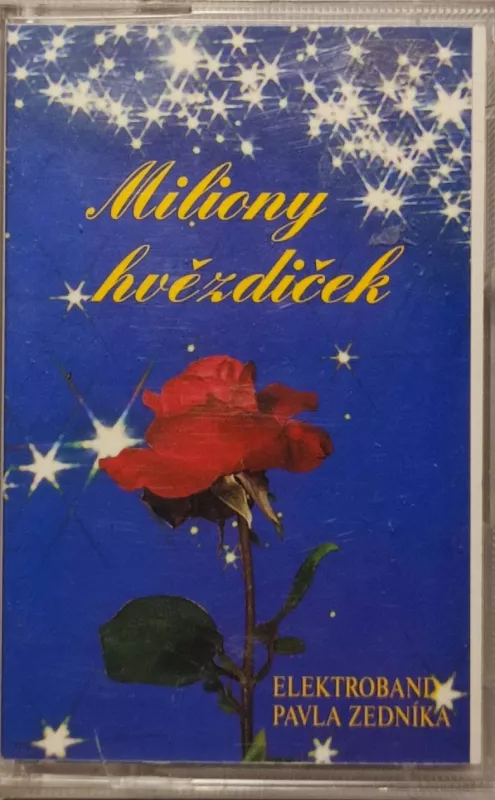 Miliony
hvězdiček
ELEKTROBAND
PAVLA ZEDNÍKA